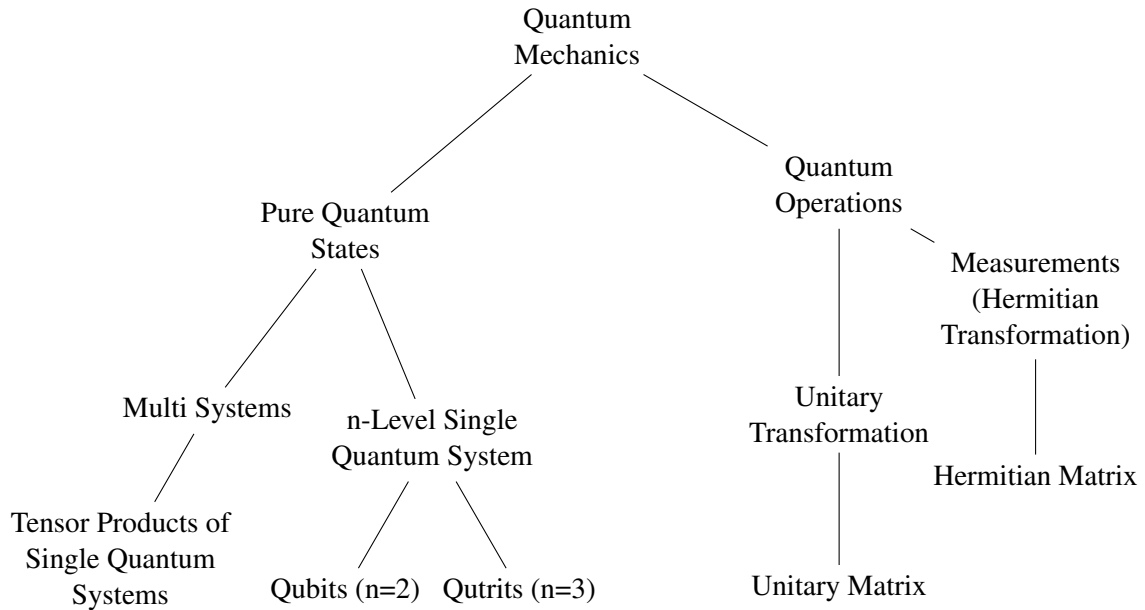 Quantum
Mechanics
Quantum
Operations
Pure Quantum
States
Measurements
(Hermitian
Transformation)
Multi Systems
n-Level Single
Quantum System
Unitary
Transformation
Hermitian Matrix
Tensor Products of
Single Quantum
Systems
Qubits (n=2)
Qutrits (n=3)
Unitary Matrix